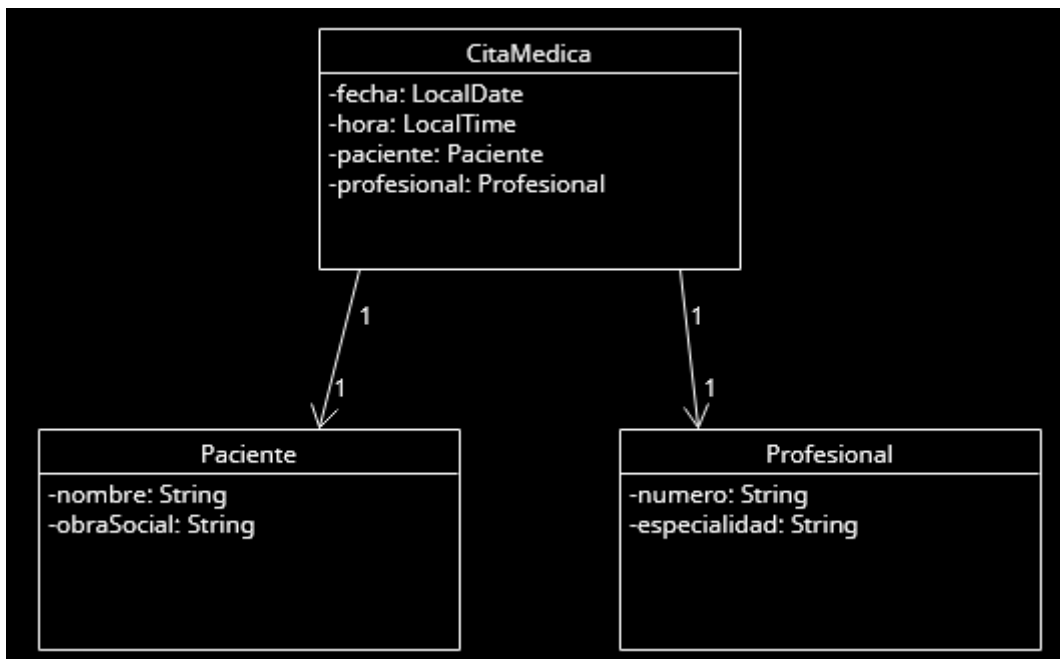 CitaMedica
-fecha: LocalDate
-hora: LocalTime
-paciente: Paciente
-profesional: Profesional
1
1
1
1
Paciente
-nombre: String
-obraSocial: String
Profesional
-numero: String
-especialidad: String